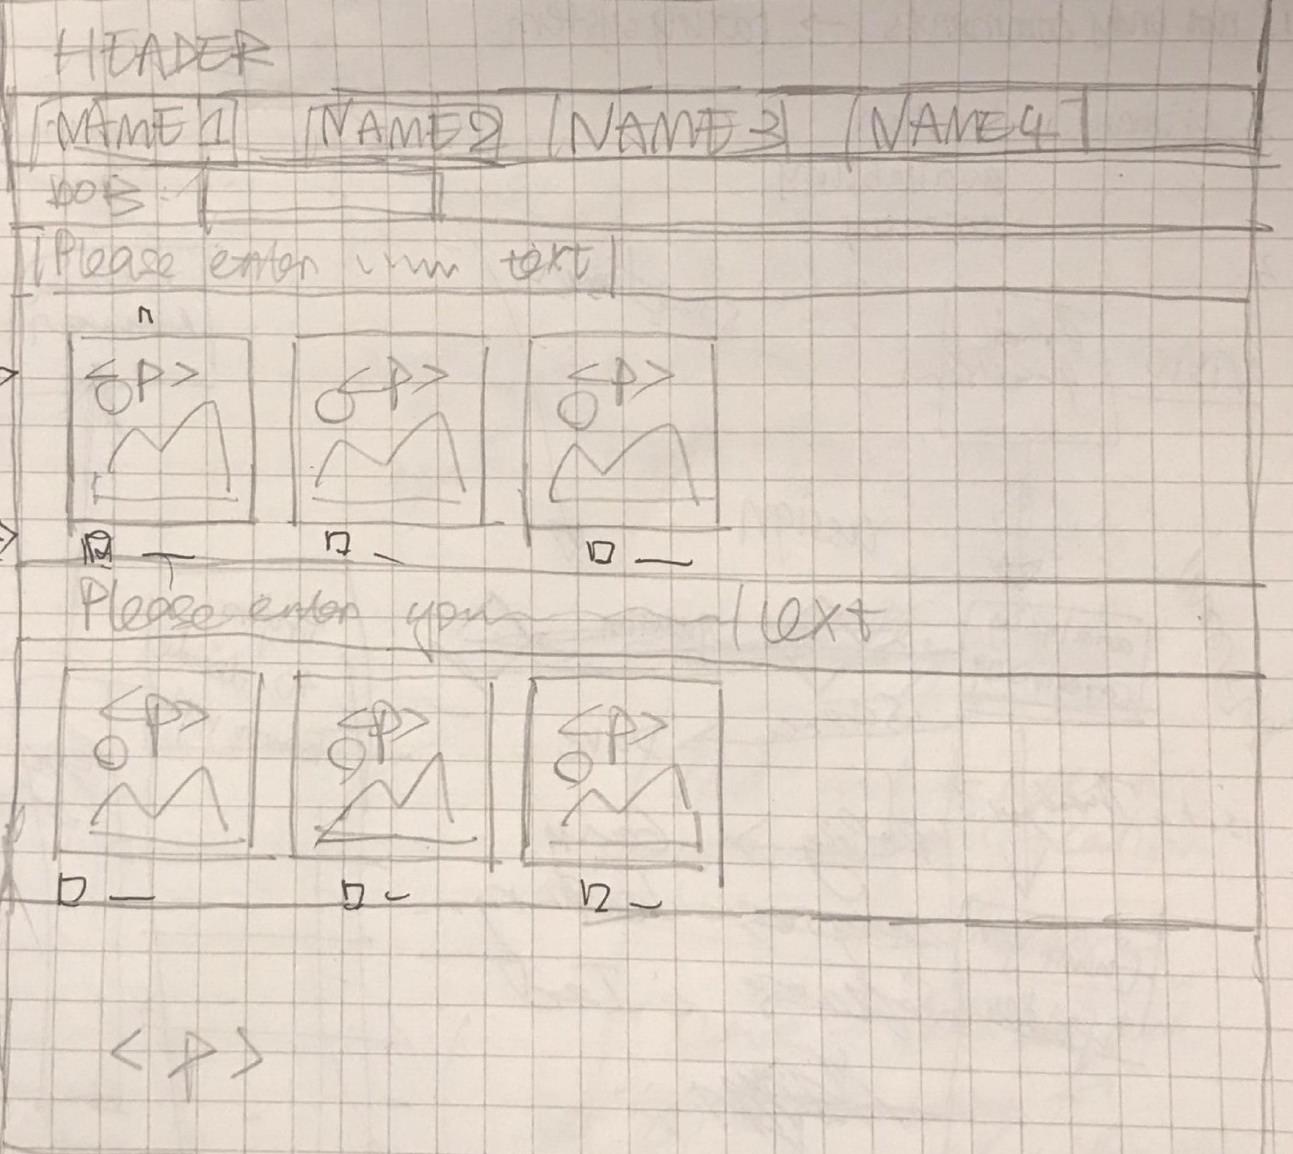 HEADER
NAME 1 NAME 2 NAME 3 NAME 4
DOB:
Please enter text
<p> <p> <p>
Please enter text
<p> <p> <p>
<p>